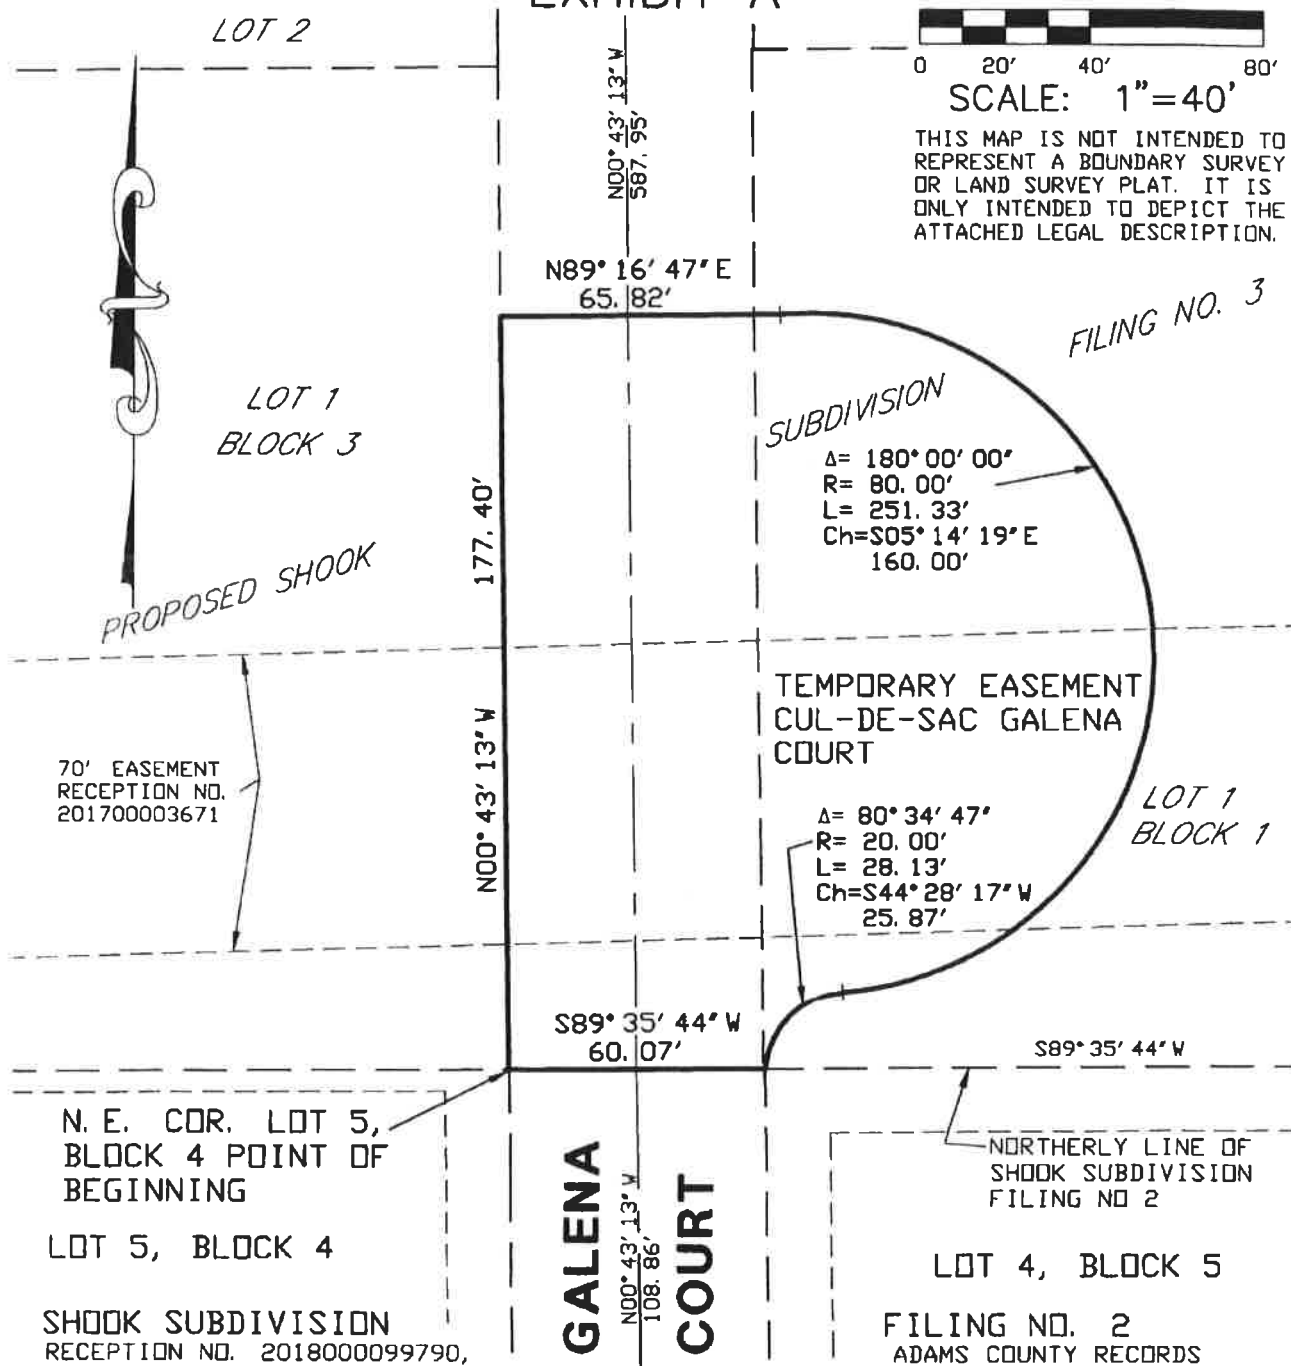 EXHIBIT A
LOT 2
0 20' 40' 80'
SCALE: 1"=40'
THIS MAP IS NOT INTENDED TO
REPRESENT A BOUNDARY SURVEY
OR LAND SURVEY PLAT. IT IS
ONLY INTENDED TO DEPICT THE
ATTACHED LEGAL DESCRIPTION.
N00°43'13"W
587.95'
N89°16'47"E
65.82'
FILING NO. 3
LOT 1
BLOCK 3
SUBDIVISION
Δ= 180°00'00"
R= 80.00'
L= 251.33'
Ch=S05°14'19"E
160.00'
177.40'
PROPOSED SHOOK
TEMPORARY EASEMENT
CUL-DE-SAC GALENA
COURT
N00°43'13"W
70' EASEMENT
RECEPTION NO.
201700003671
LOT 1
BLOCK 1
Δ= 80°34'47"
R= 20.00'
L= 28.13'
Ch=S44°28'17"W
25.87'
S89°35'44"W
60.07'
S89°35'44"W
N.E. COR. LOT 5,
BLOCK 4 POINT OF
BEGINNING
NORTHERLY LINE OF
SHOOK SUBDIVISION
FILING NO 2
GALENA
N00°43'13"W
108.86'
COURT
LOT 5, BLOCK 4
LOT 4, BLOCK 5
SHOOK SUBDIVISION
RECEPTION NO. 2018000099790,
FILING NO. 2
ADAMS COUNTY RECORDS